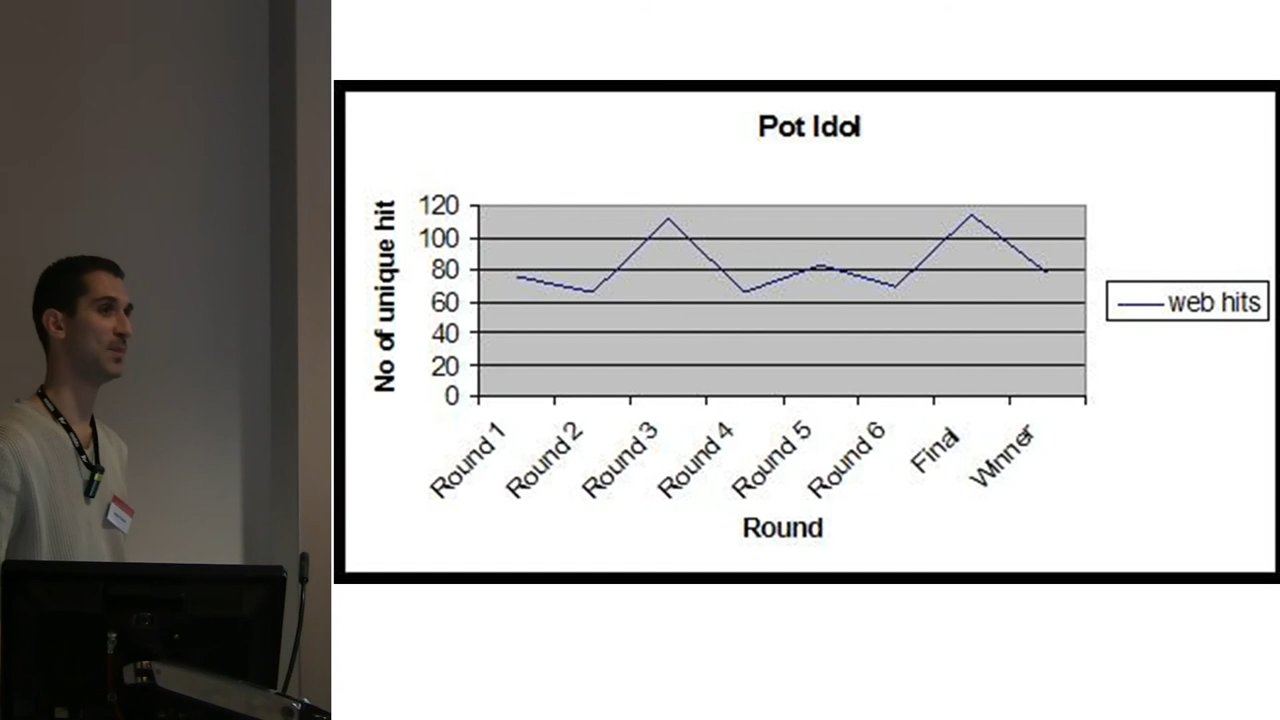 Pot Idol
No of unique hit
120
100
80
60
40
20
0
Round 1
Round 2
Round 3
Round 4
Round 5
Round 6
Final
Winner
Round
web hits